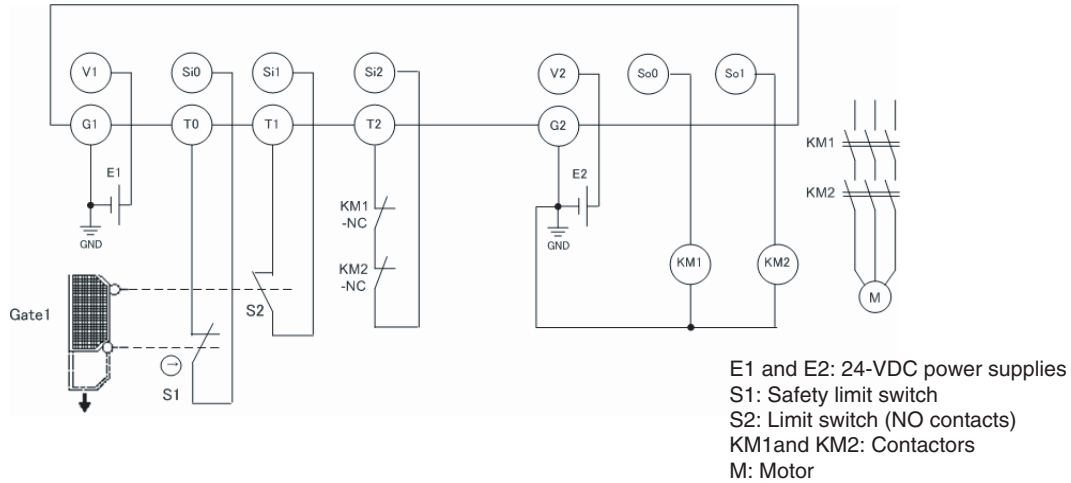 V1 Si0 Si1 Si2 V2 So0 So1
G1 T0 T1 T2 G2
KM1
E1 E2
KM2
KM1
-NC
GND GND
KM2
-NC
KM1 KM2
M
Gate1
S2
S1
E1 and E2: 24-VDC power supplies
S1: Safety limit switch
S2: Limit switch (NO contacts)
KM1and KM2: Contactors
M: Motor